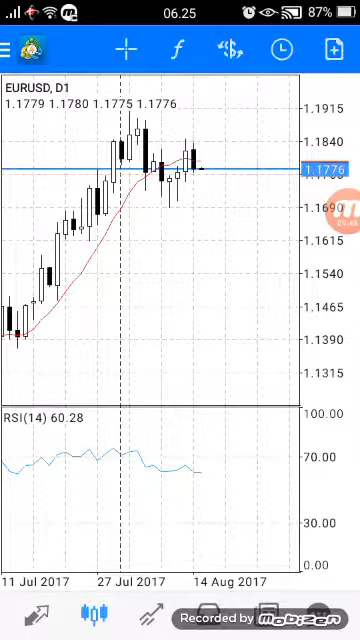 06.25
87%
f
EURUSD, D1
1.1779 1.1780 1.1775 1.1776
1.1915
1.1840
1.1776
1.1690
1.1615
1.1540
1.1465
1.1390
1.1315
RSI(14) 60.28
100.00
70.00
30.00
0.00
11 Jul 2017
27 Jul 2017
14 Aug 2017
Recorded by mobizen